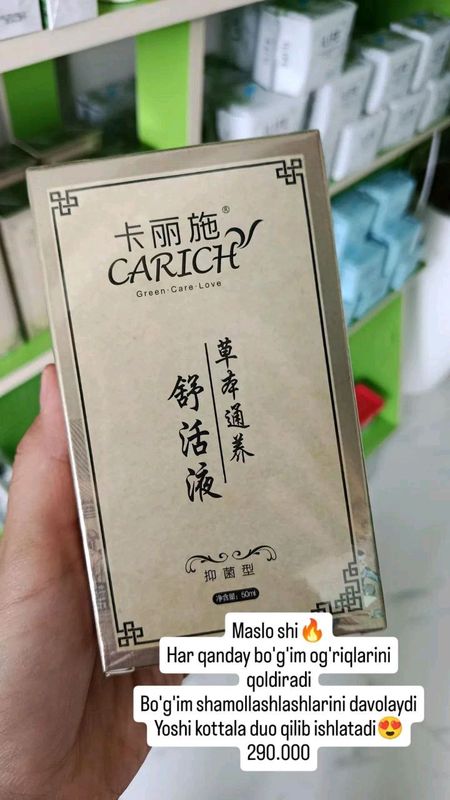 卡丽施®
CARICH
Green·Care·Love
草本通养
舒活液
抑菌型
净含量：50ml
Maslo shi🔥
Har qanday bo'g'im og'riqlarini
qoldiradi
Bo'g'im shamollashlashlarini davolaydi
Yoshi kottala duo qilib ishlatadi😍
290.000